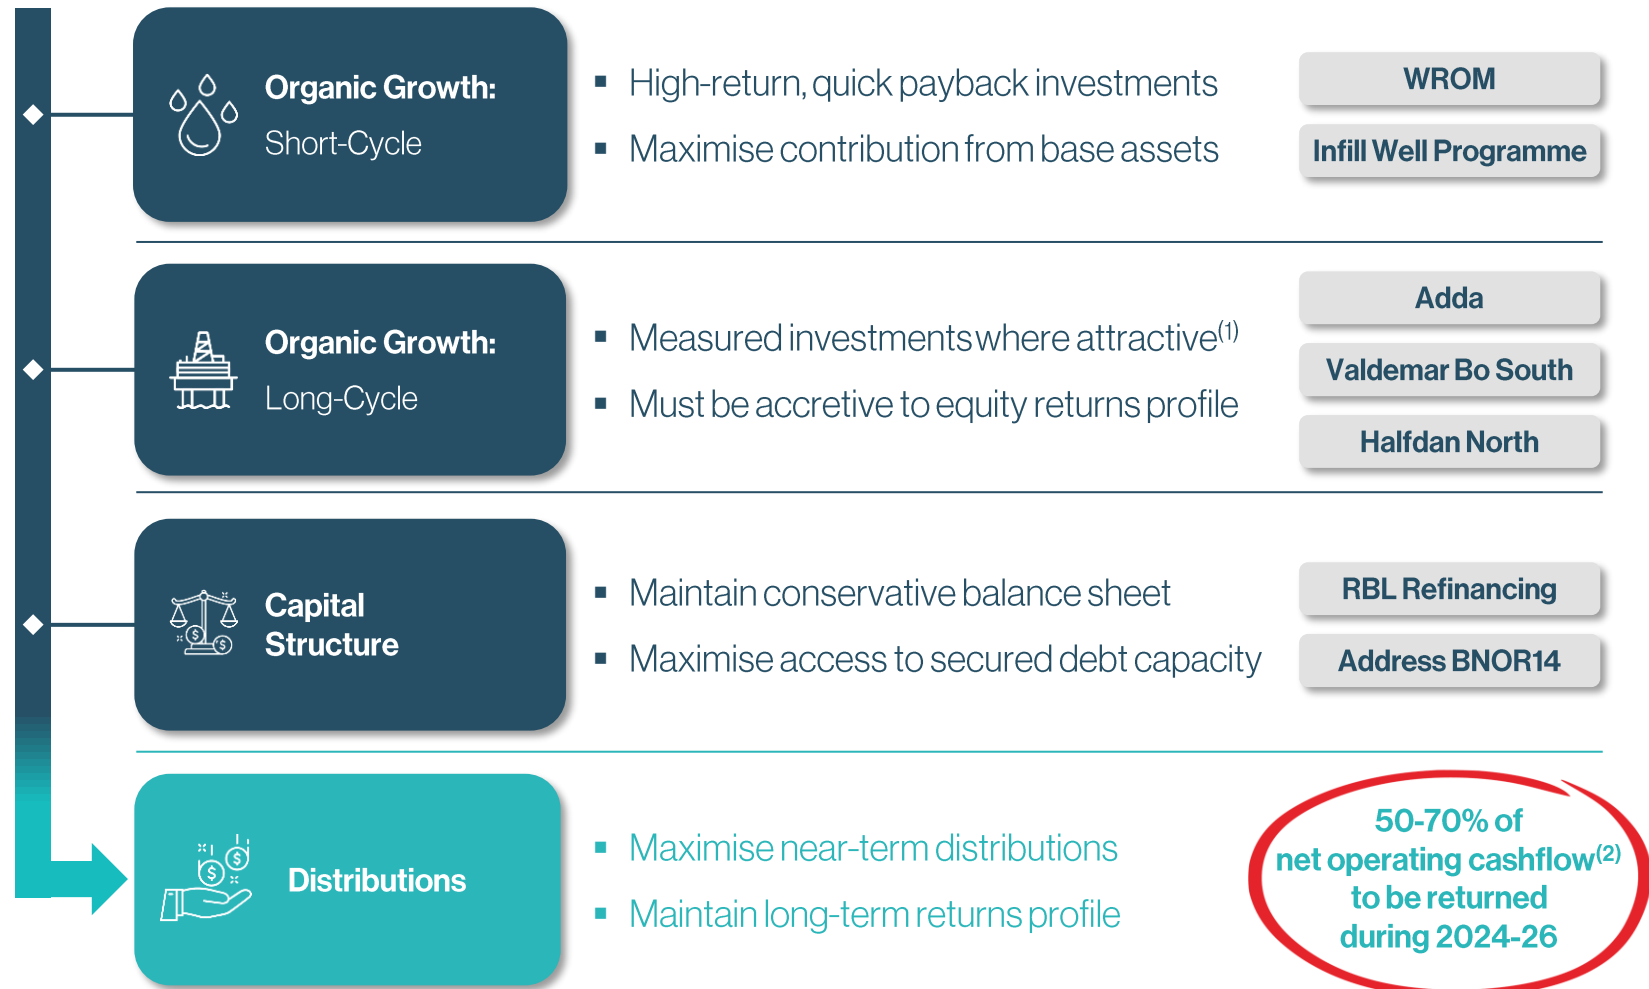 Organic Growth:
Short-Cycle
▪ High-return, quick payback investments
▪ Maximise contribution from base assets
WROM
Infill Well Programme
Organic Growth:
Long-Cycle
▪ Measured investments where attractive(1)
▪ Must be accretive to equity returns profile
Adda
Valdemar Bo South
Halfdan North
Capital
Structure
▪ Maintain conservative balance sheet
▪ Maximise access to secured debt capacity
RBL Refinancing
Address BNOR14
Distributions
▪ Maximise near-term distributions
▪ Maintain long-term returns profile
50-70% of
net operating cashflow(2)
to be returned
during 2024-26